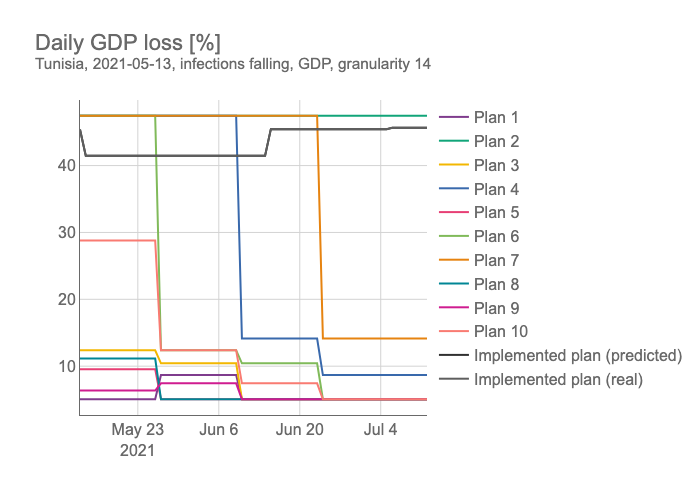 Daily GDP loss [%]
Tunisia, 2021-05-13, infections falling, GDP, granularity 14
40
30
20
10
May 23
2021
Jun 6
Jun 20
Jul 4
Plan 1
Plan 2
Plan 3
Plan 4
Plan 5
Plan 6
Plan 7
Plan 8
Plan 9
Plan 10
Implemented plan (predicted)
Implemented plan (real)